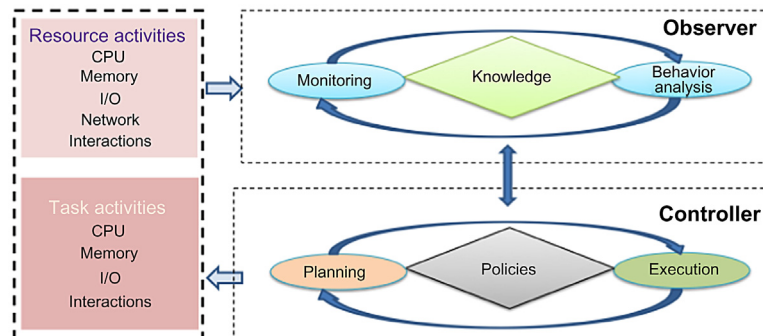 Resource activities
CPU
Memory
I/O
Network
Interactions
Task activities
CPU
Memory
I/O
Interactions
Observer
Monitoring
Knowledge
Behavior
analysis
Controller
Planning
Policies
Execution